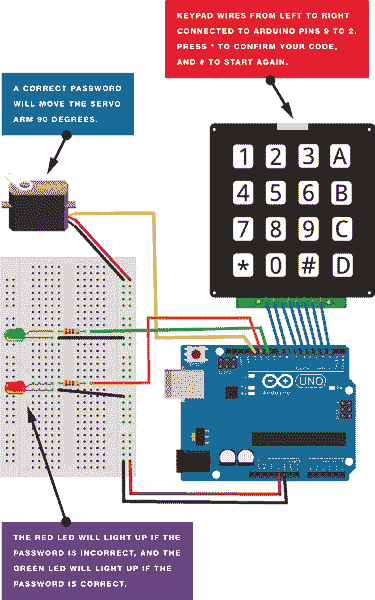 KEYPAD WIRES FROM LEFT TO RIGHT
CONNECTED TO ARDUINO PINS 9 TO 2.
PRESS * TO CONFIRM YOUR CODE,
AND # TO START AGAIN.
A CORRECT PASSWORD
WILL MOVE THE SERVO
ARM 90 DEGREES.
1 2 3 A
4 5 6 B
7 8 9 C
* 0 # D
UNO
Arduino
THE RED LED WILL LIGHT UP IF THE
PASSWORD IS INCORRECT, AND THE
GREEN LED WILL LIGHT UP IF THE
PASSWORD IS CORRECT.